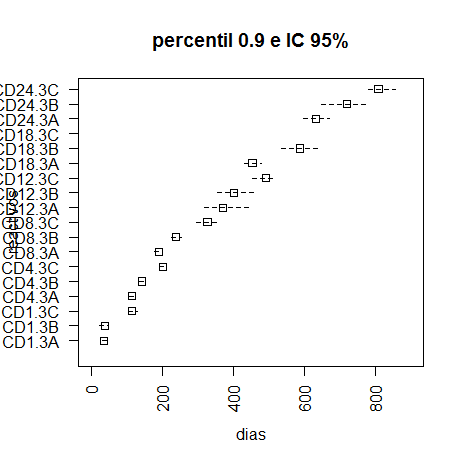 percentil 0.9 e IC 95%
CD24.3C
CD24.3B
CD24.3A
CD18.3C
CD18.3B
CD18.3A
CD12.3C
CD12.3B
CD12.3A
CD8.3C
CD8.3B
CD8.3A
CD4.3C
CD4.3B
CD4.3A
CD1.3C
CD1.3B
CD1.3A
0 200 400 600 800
dias